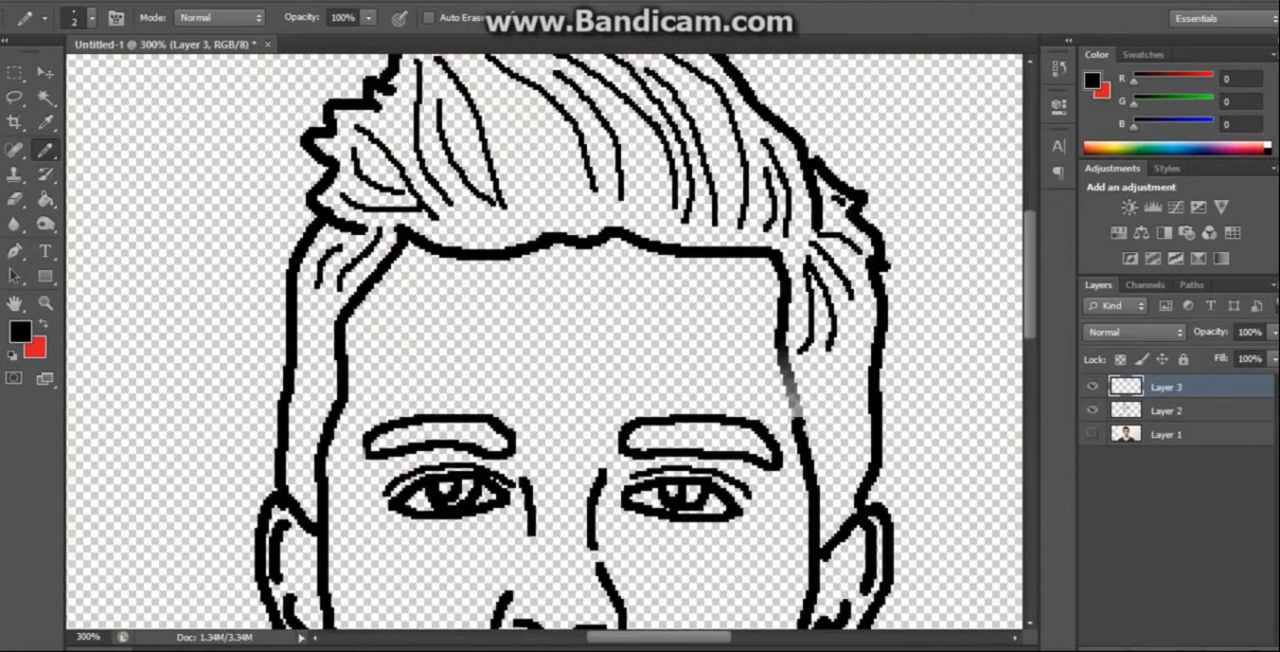 www.Bandicam.com
2 Mode: Normal Opacity: 100% Auto Erase Essentials
Untitled-1 @ 300% (Layer 3, RGB/8) * ×
Color Swatches
R 0
G 0
B 0
Adjustments Styles
Add an adjustment
Layers Channels Paths
Kind
Normal Opacity: 100%
Lock: Fill: 100%
Layer 3
Layer 2
Layer 1
300% Doc: 1.34M/3.34M